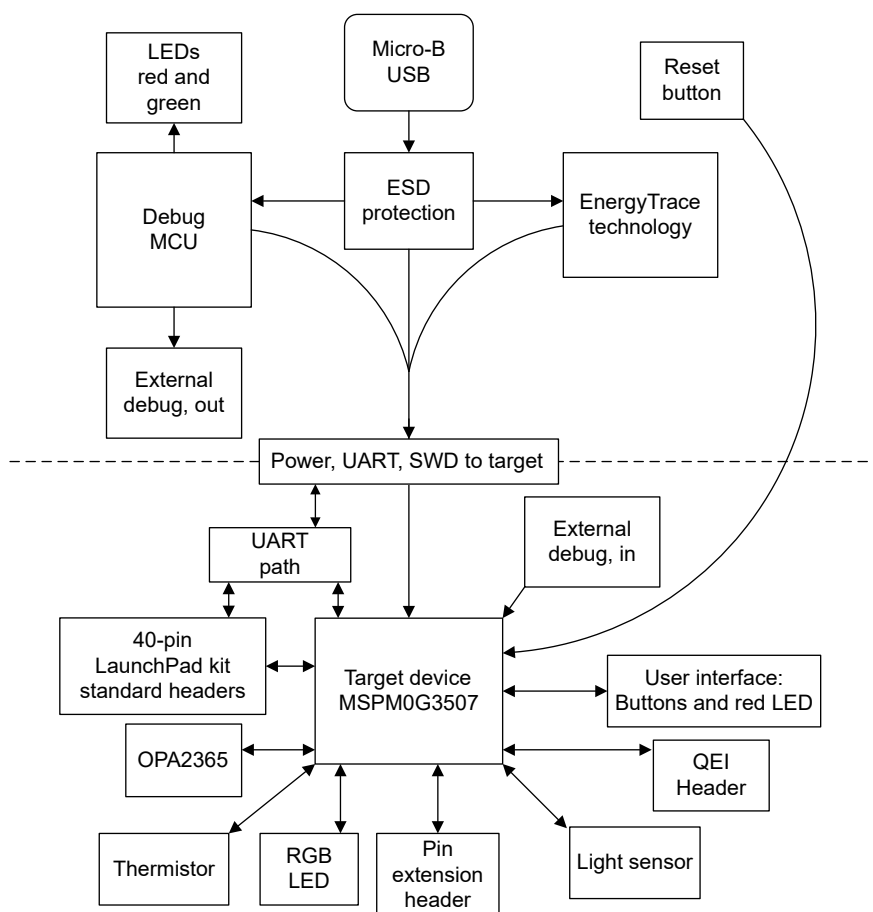 LEDs
red and
green
Micro-B
USB
Reset
button
Debug
MCU
ESD
protection
EnergyTrace
technology
External
debug, out
Power, UART, SWD to target
UART
path
External
debug, in
40-pin
LaunchPad kit
standard headers
Target device
MSPM0G3507
User interface:
Buttons and red LED
OPA2365
QEI
Header
Thermistor
RGB
LED
Pin
extension
header
Light sensor